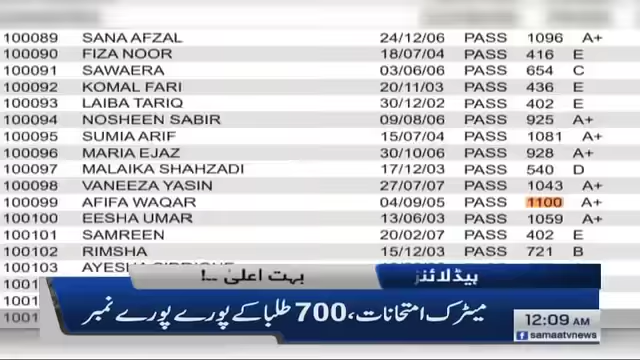 100089 SANA AFZAL 24/12/06 PASS 1096 A+
100090 FIZA NOOR 18/07/04 PASS 416 E
100091 SAWAERA 03/06/06 PASS 654 C
100092 KOMAL FARI 20/11/03 PASS 436 E
100093 LAIBA TARIQ 30/12/02 PASS 402 E
100094 NOSHEEN SABIR 09/08/06 PASS 925 A+
100095 SUMIA ARIF 15/07/04 PASS 1081 A+
100096 MARIA EJAZ 30/10/06 PASS 928 A+
100097 MALAIKA SHAHZADI 17/12/03 PASS 540 D
100098 VANEEZA YASIN 27/07/07 PASS 1043 A+
100099 AFIFA WAQAR 04/09/05 PASS 1100 A+
100100 EESHA UMAR 13/06/03 PASS 1059 A+
100101 SAMREEN 20/02/07 PASS 402 E
100102 RIMSHA 15/12/03 PASS 721 B
100103
ہیڈلائنز
بہت اعلیٰ ..!
میٹرک امتحانات، 700 طلبا کے پورے پورے نمبر
12:09 AM
samaatvnews